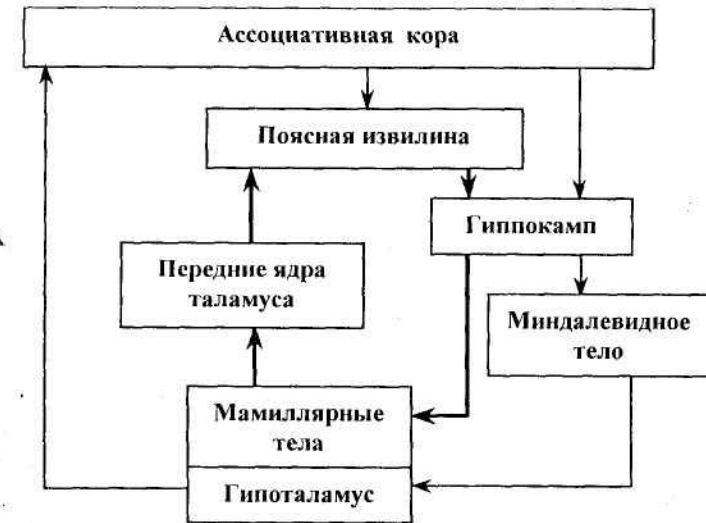 Ассоциативная кора
Поясная извилина
Гиппокамп
Передние ядра
таламуса
Миндалевидное
тело
Мамиллярные
тела
Гипоталамус